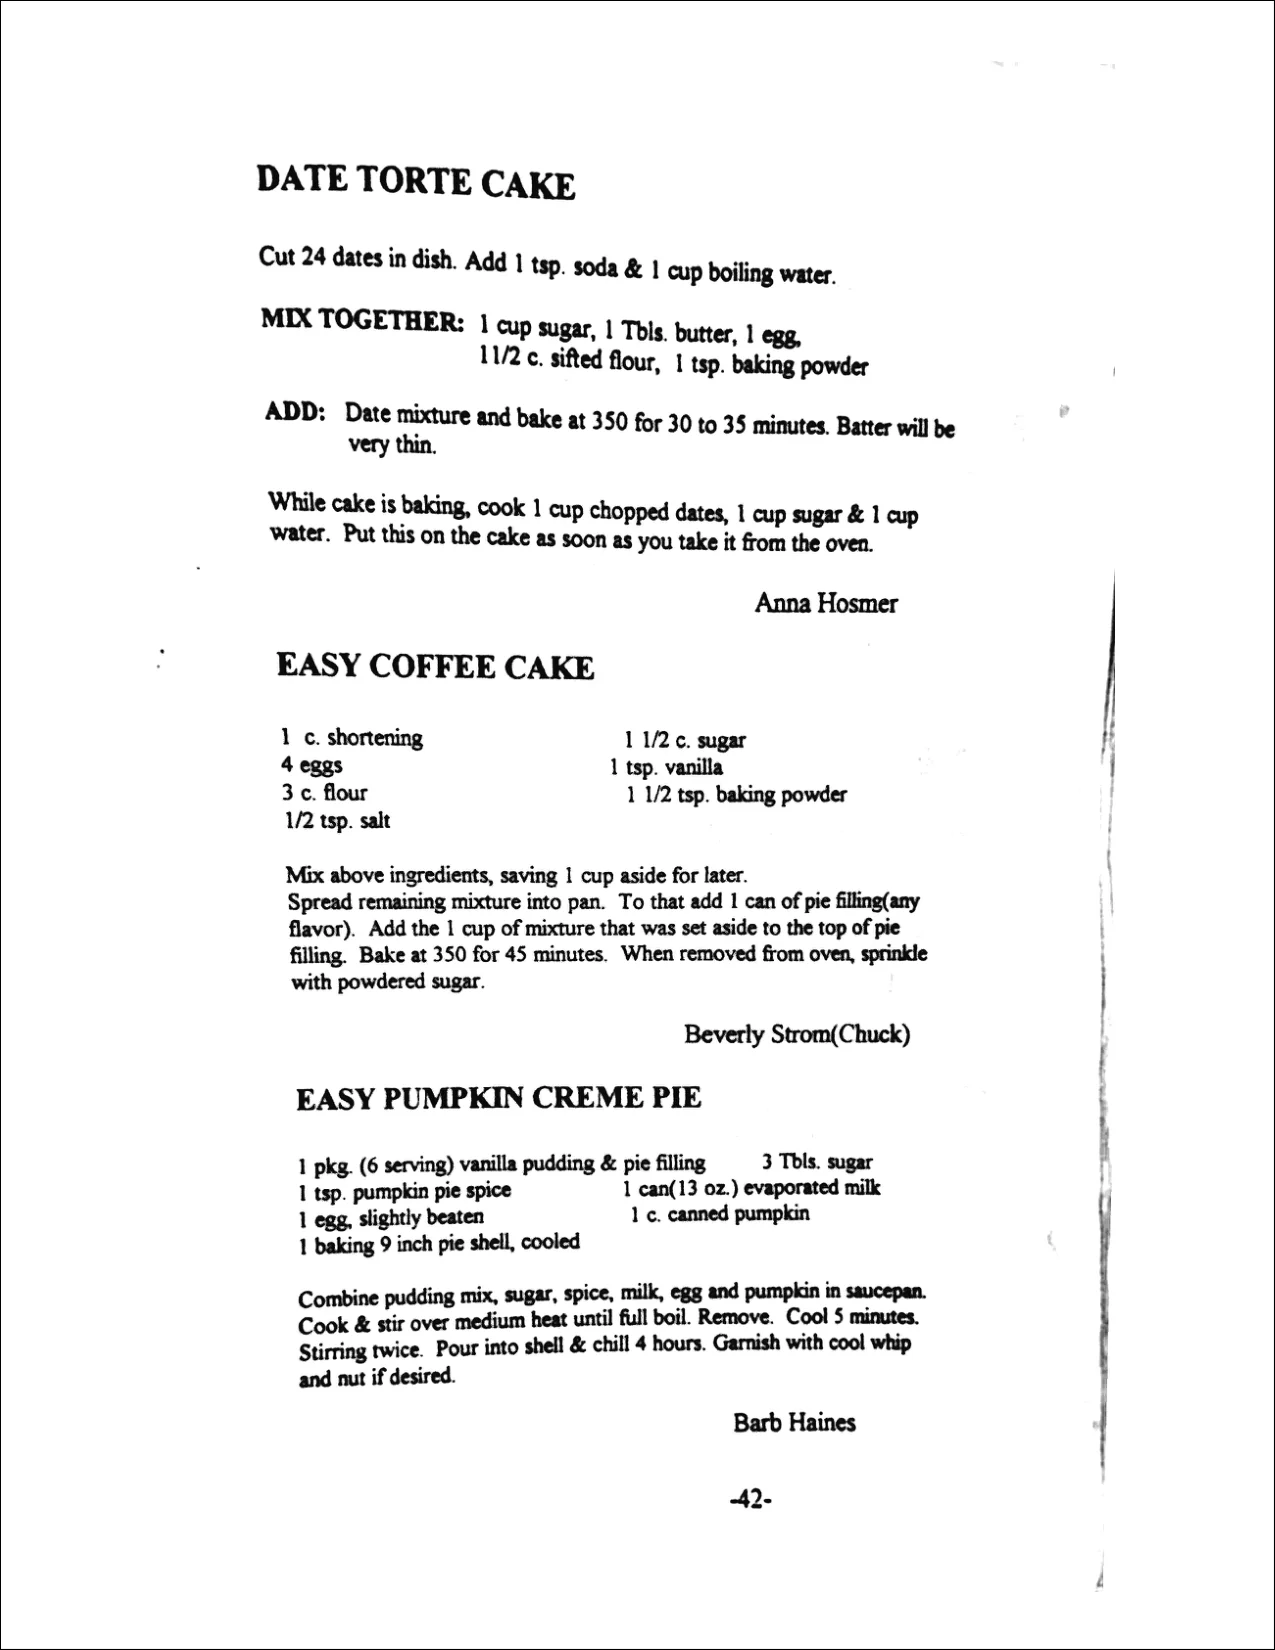 DATE TORTE CAKE
Cut 24 dates in dish. Add 1 tsp. soda & 1 cup boiling water.
MIX TOGETHER: 1 cup sugar, 1 Tbls. butter, 1 egg,
1 1/2 c. sifted flour, 1 tsp. baking powder
ADD: Date mixture and bake at 350 for 30 to 35 minutes. Batter will be
very thin.
While cake is baking, cook 1 cup chopped dates, 1 cup sugar & 1 cup
water. Put this on the cake as soon as you take it from the oven.
Anna Hosmer
EASY COFFEE CAKE
1 c. shortening 1 1/2 c. sugar
4 eggs 1 tsp. vanilla
3 c. flour 1 1/2 tsp. baking powder
1/2 tsp. salt
Mix above ingredients, saving 1 cup aside for later.
Spread remaining mixture into pan. To that add 1 can of pie filling(any
flavor). Add the 1 cup of mixture that was set aside to the top of pie
filling. Bake at 350 for 45 minutes. When removed from oven, sprinkle
with powdered sugar.
Beverly Strom(Chuck)
EASY PUMPKIN CREME PIE
1 pkg. (6 serving) vanilla pudding & pie filling 3 Tbls. sugar
1 tsp. pumpkin pie spice 1 can(13 oz.) evaporated milk
1 egg, slightly beaten 1 c. canned pumpkin
1 baking 9 inch pie shell, cooled
Combine pudding mix, sugar, spice, milk, egg and pumpkin in saucepan.
Cook & stir over medium heat until full boil. Remove. Cool 5 minutes.
Stirring twice. Pour into shell & chill 4 hours. Garnish with cool whip
and nut if desired.
Barb Haines
-42-